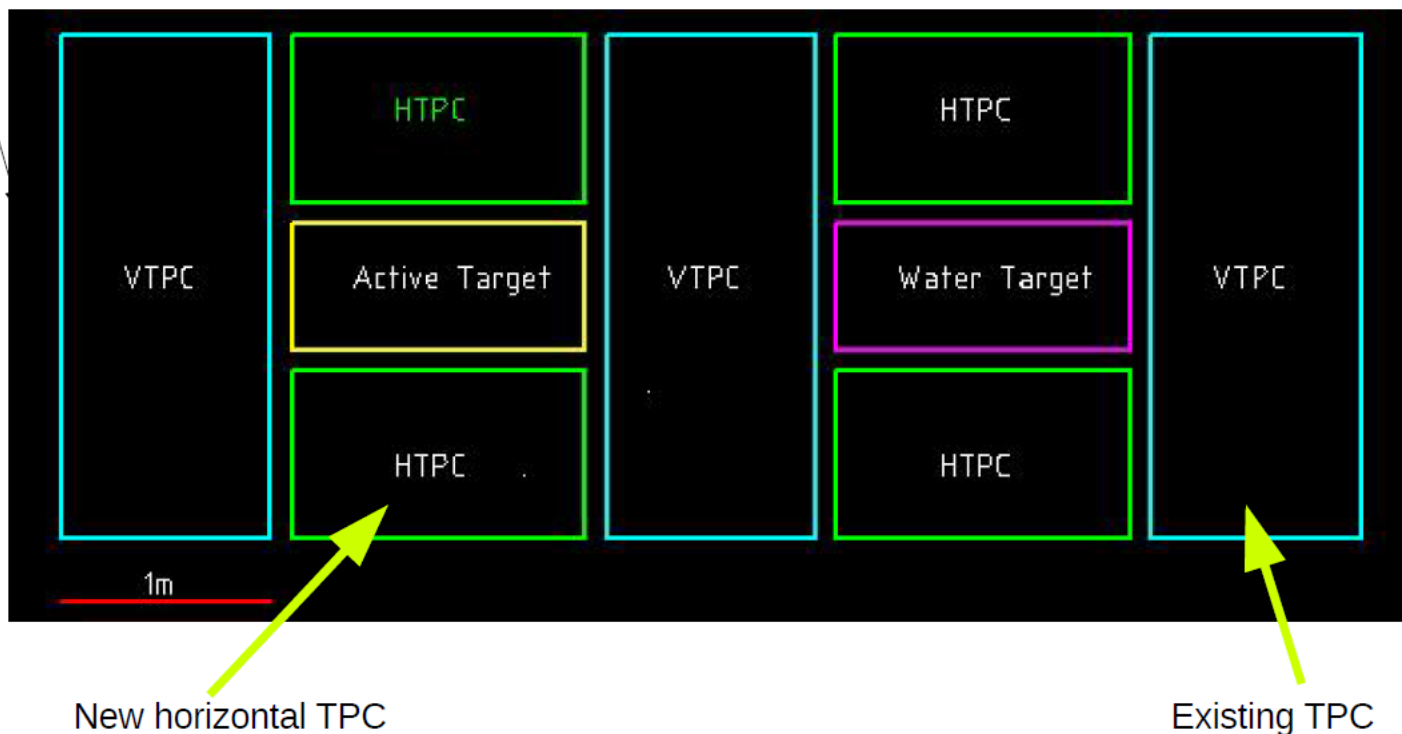 HTPC
HTPC
VTPC
Active Target
VTPC
Water Target
VTPC
HTPC
HTPC
1m
New horizontal TPC
Existing TPC